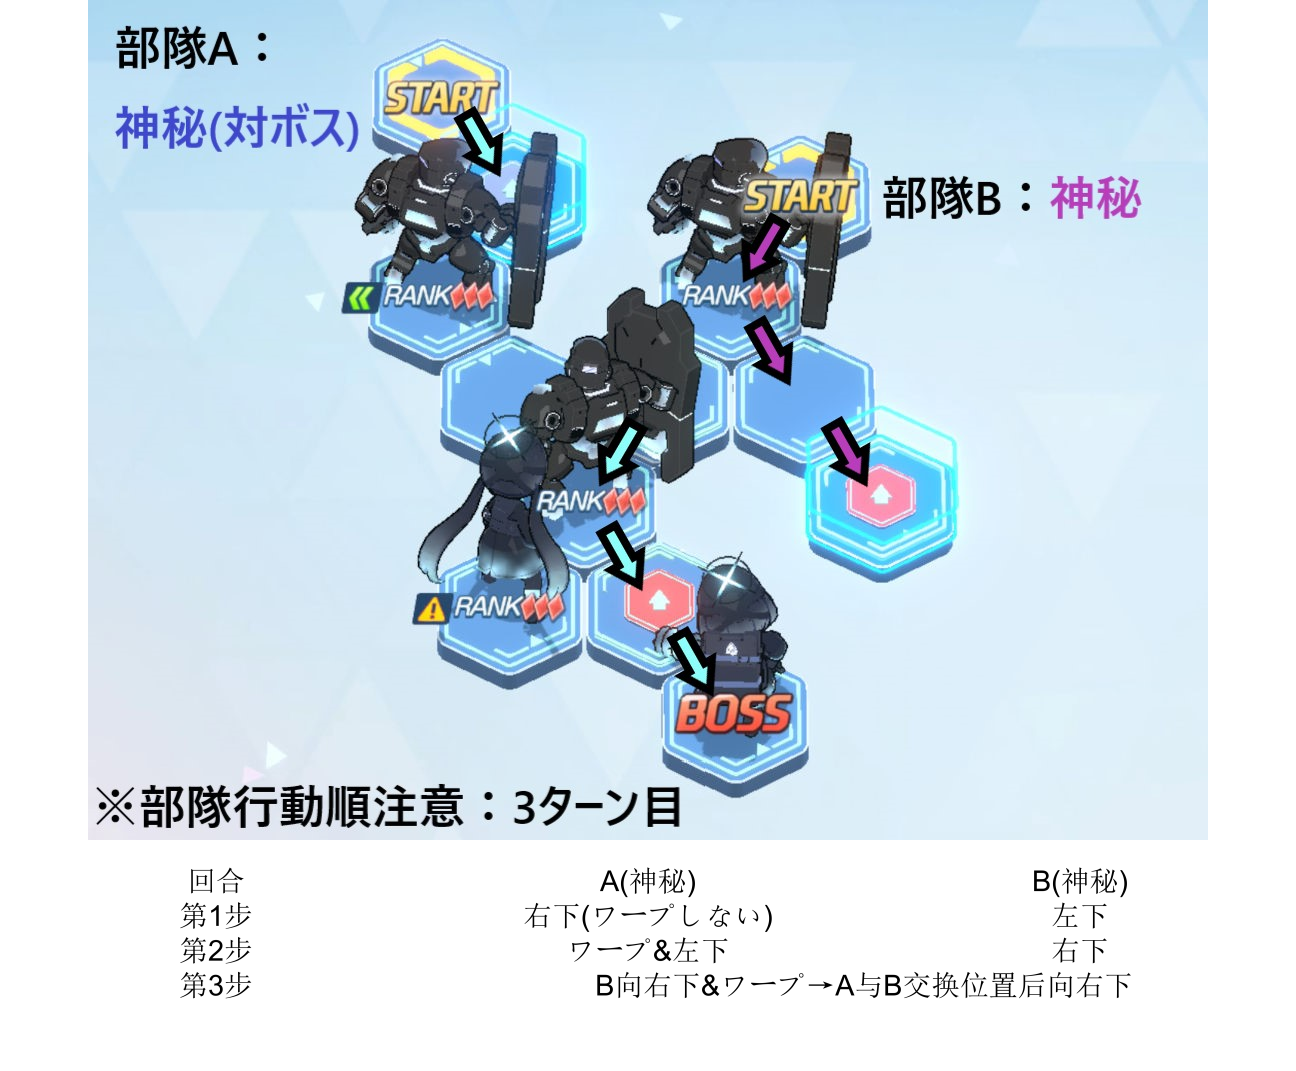 部隊A：
START
神秘(対ボス)
START
部隊B：神秘
RANK
RANK
RANK
RANK
BOSS
※部隊行動順注意：3ターン目
回合 A(神秘) B(神秘)
第1步 右下(ワープしない) 左下
第2步 ワープ&左下 右下
第3步 B向右下&ワープ→A与B交换位置后向右下